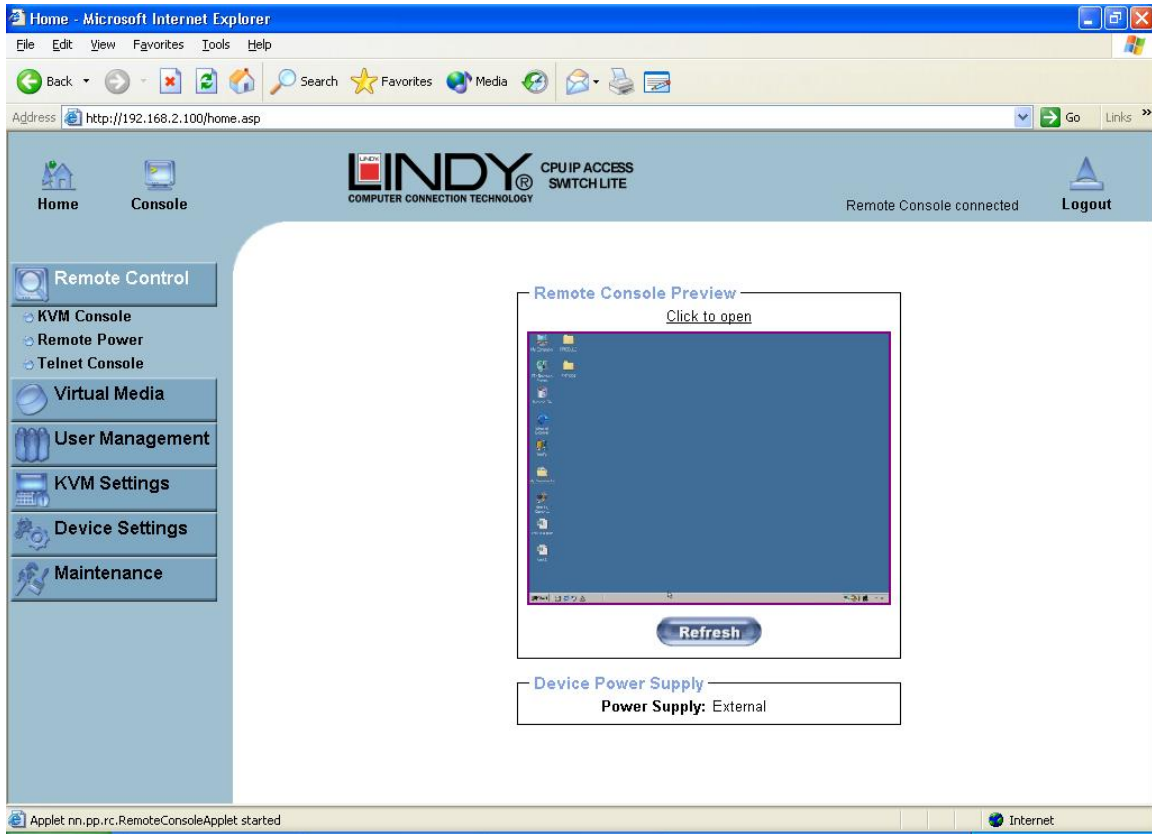 Home - Microsoft Internet Explorer
File Edit View Favorites Tools Help
Back Search Favorites Media
Address http://192.168.2.100/home.asp Go Links »
LINDY ® CPU IP ACCESS
SWITCH LITE
COMPUTER CONNECTION TECHNOLOGY
Home Console Remote Console connected Logout
Remote Control
KVM Console
Remote Power
Telnet Console
Virtual Media
User Management
KVM Settings
Device Settings
Maintenance
Remote Console Preview
Click to open
Refresh
Device Power Supply
Power Supply: External
Applet nn.pp.rc.RemoteConsoleApplet started Internet